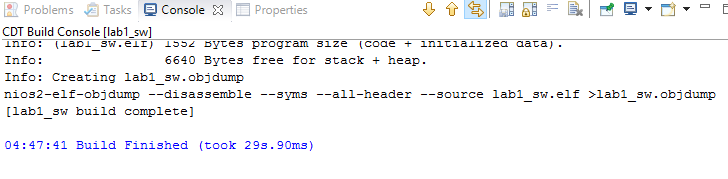 Problems Tasks Console Properties
CDT Build Console [lab1_sw]
Info: (lab1_sw.elf) 1552 Bytes program size (code + initialized data).
Info:                 6640 Bytes free for stack + heap.
Info: Creating lab1_sw.objdump
nios2-elf-objdump --disassemble --syms --all-header --source lab1_sw.elf >lab1_sw.objdump
[lab1_sw build complete]
04:47:41 Build Finished (took 29s.90ms)